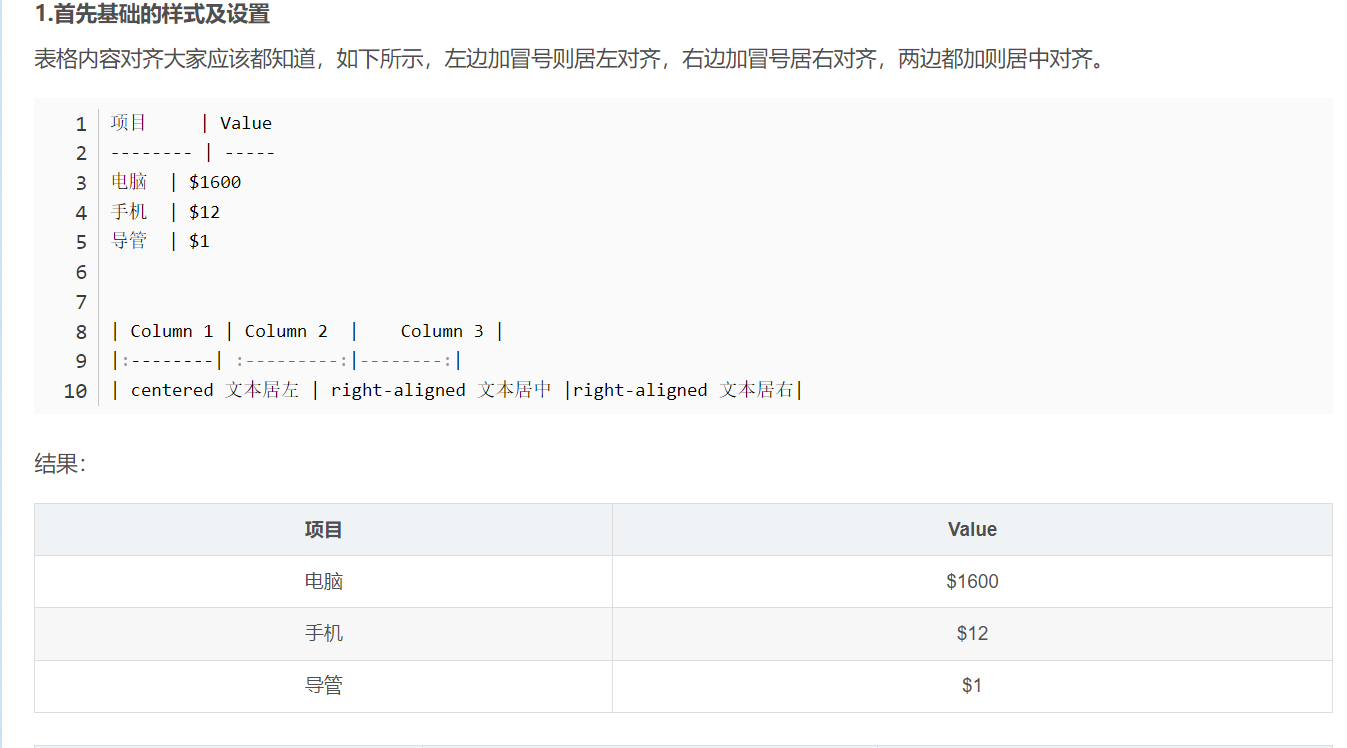 1.首先基础的样式及设置
表格内容对齐大家应该都知道，如下所示，左边加冒号则居左对齐，右边加冒号居右对齐，两边都加则居中对齐。
1 项目 | Value
2 -------- | -----
3 电脑 | $1600
4 手机 | $12
5 导管 | $1
6
7
8 | Column 1 | Column 2 | Column 3 |
9 |:--------| :---------:|--------:|
10 | centered 文本居左 | right-aligned 文本居中 |right-aligned 文本居右|
结果：
项目 Value
电脑 $1600
手机 $12
导管 $1